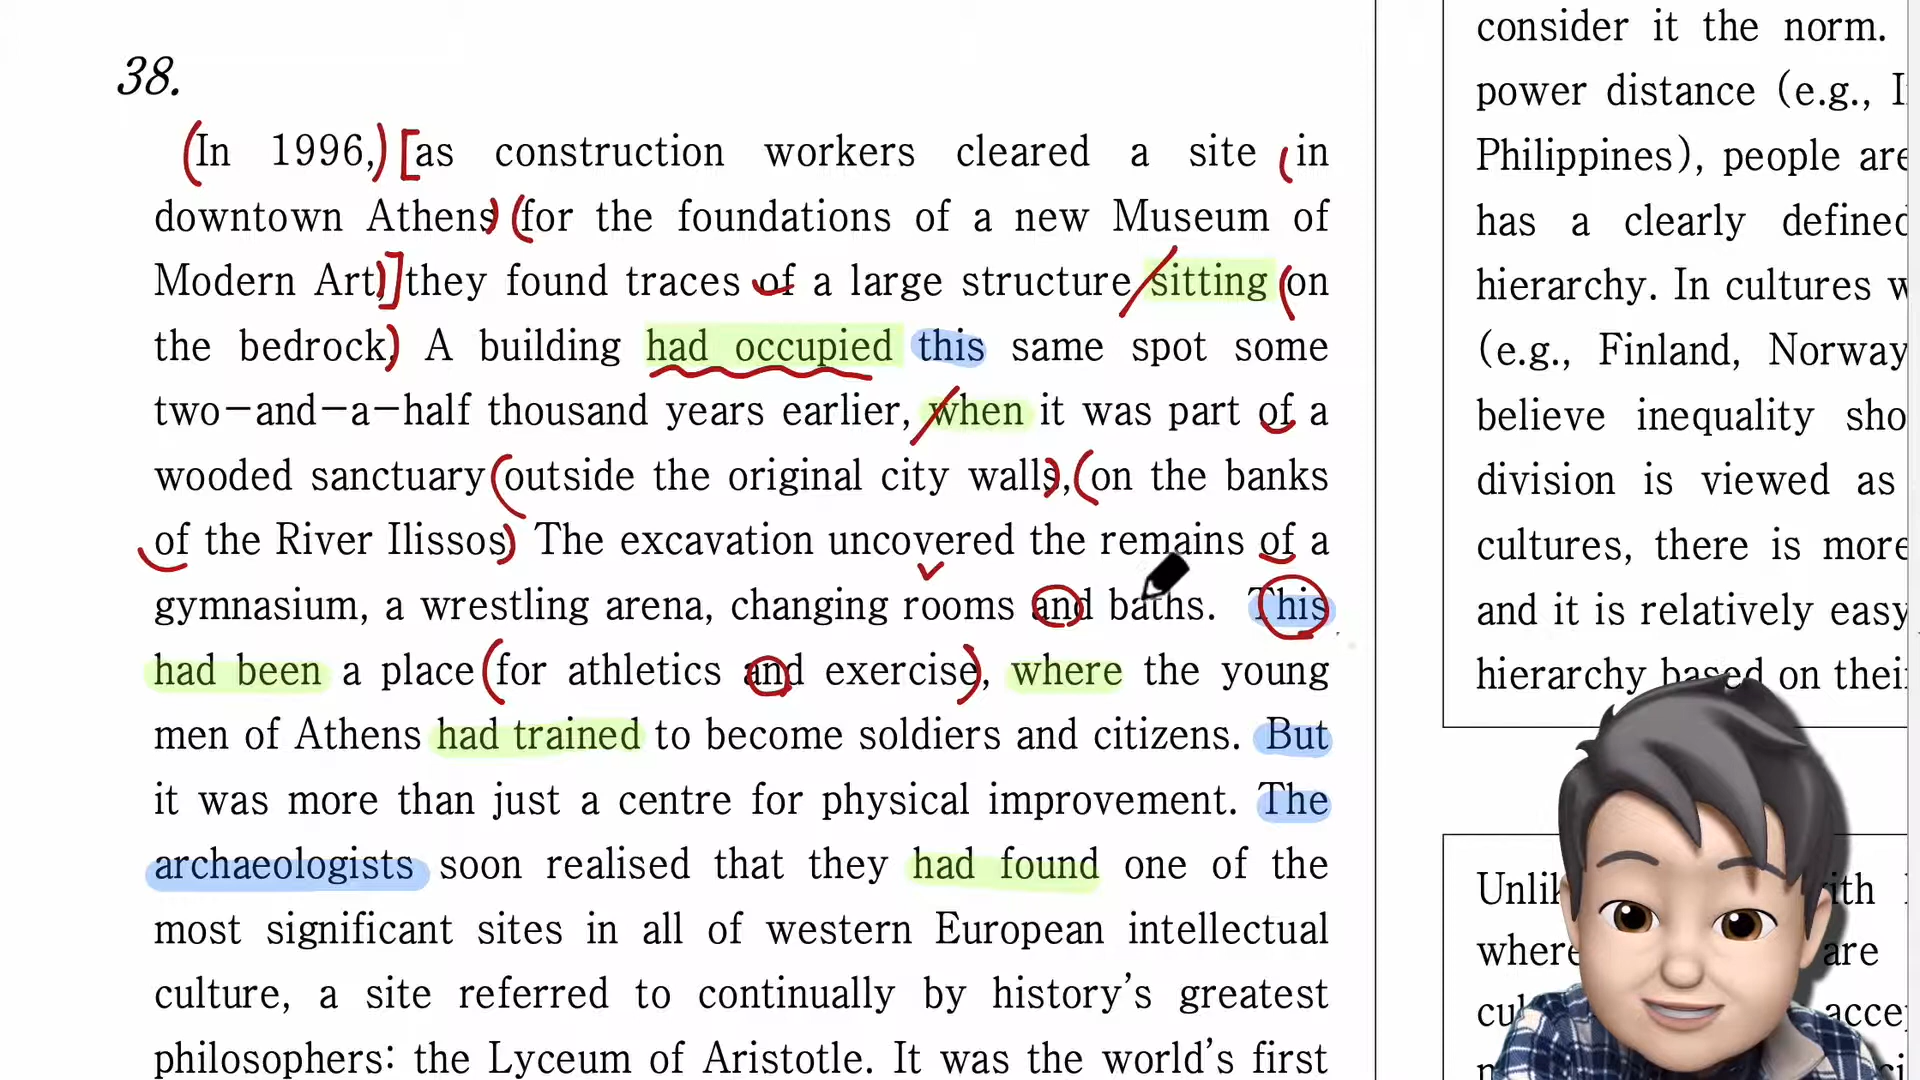 38.
In 1996, as construction workers cleared a site in
downtown Athens for the foundations of a new Museum of
Modern Art, they found traces of a large structure sitting on
the bedrock. A building had occupied this same spot some
two-and-a-half thousand years earlier, when it was part of a
wooded sanctuary outside the original city walls, on the banks
of the River Ilissos. The excavation uncovered the remains of a
gymnasium, a wrestling arena, changing rooms and baths. This
had been a place for athletics and exercise, where the young
men of Athens had trained to become soldiers and citizens. But
it was more than just a centre for physical improvement. The
archaeologists soon realised that they had found one of the
most significant sites in all of western European intellectual
culture, a site referred to continually by history's greatest
philosophers: the Lyceum of Aristotle. It was the world's first
consider it the norm.
power distance (e.g.,
Philippines), people are
has a clearly defined
hierarchy. In cultures
(e.g., Finland, Norway
believe inequality
division is viewed as
cultures, there is more
and it is relatively easy
hierarchy based on their
where are